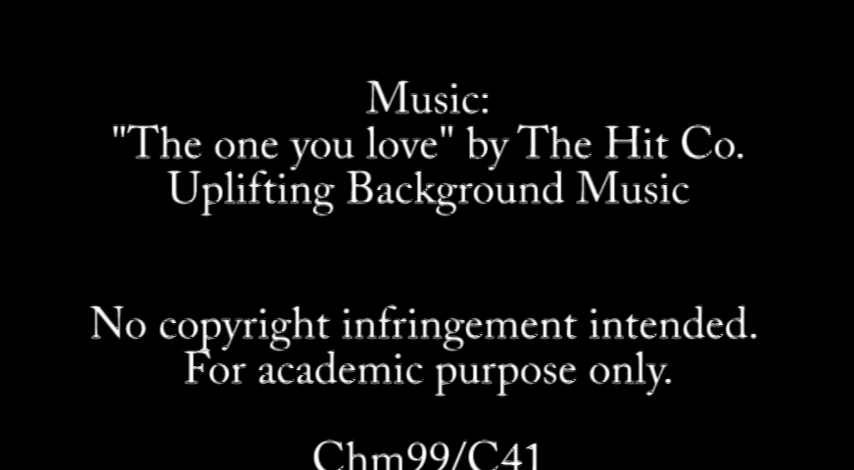 Music:
"The one you love" by The Hit Co.
Uplifting Background Music
No copyright infringement intended.
For academic purpose only.
Chm99/C41